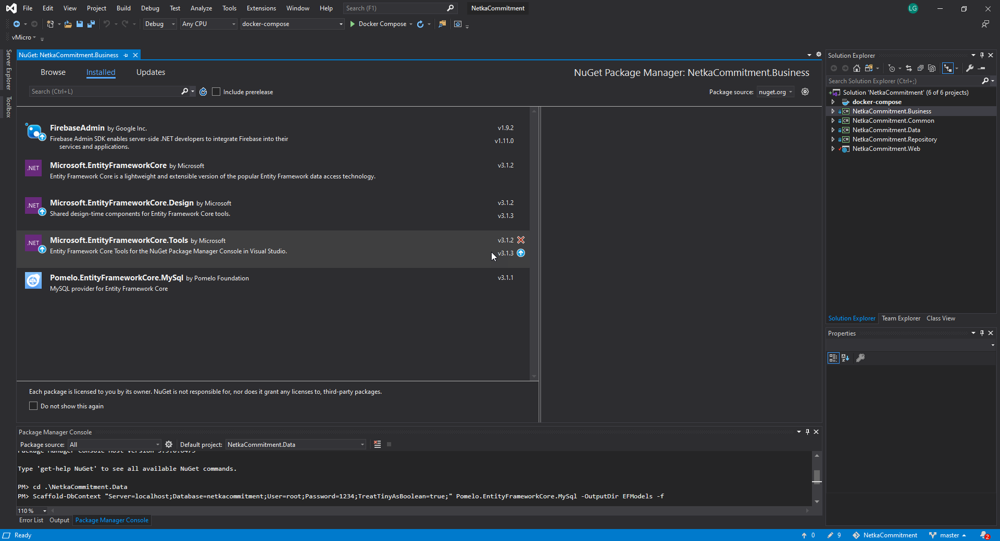 File Edit View Project Build Debug Test Analyze Tools Extensions Window Help Search (F1) NetkaCommitment LG
Debug Any CPU docker-compose Docker Compose
vMicro
Server Explorer
Toolbox
NuGet: NetkaCommitment.Business
Browse Installed Updates NuGet Package Manager: NetkaCommitment.Business
Search (Ctrl+L) Include prerelease Package source: nuget.org
FirebaseAdmin by Google Inc. v1.9.2
Firebase Admin SDK enables server-side .NET developers to integrate Firebase into their v1.11.0
services and applications.
.NET Microsoft.EntityFrameworkCore by Microsoft v3.1.2
Entity Framework Core is a lightweight and extensible version of the popular Entity Framework data access technology.
.NET Microsoft.EntityFrameworkCore.Design by Microsoft v3.1.2
Shared design-time components for Entity Framework Core tools. v3.1.3
.NET Microsoft.EntityFrameworkCore.Tools by Microsoft v3.1.2
Entity Framework Core Tools for the NuGet Package Manager Console in Visual Studio. v3.1.3
Pomelo.EntityFrameworkCore.MySql by Pomelo Foundation v3.1.1
MySQL provider for Entity Framework Core
Each package is licensed to you by its owner. NuGet is not responsible for, nor does it grant any licenses to, third-party packages.
Do not show this again
Solution Explorer
Search Solution Explorer (Ctrl+;)
Solution 'NetkaCommitment' (6 of 6 projects)
docker-compose
C# NetkaCommitment.Business
C# NetkaCommitment.Common
C# NetkaCommitment.Data
C# NetkaCommitment.Repository
NetkaCommitment.Web
Solution Explorer Team Explorer Class View
Properties
Package Manager Console
Package source: All Default project: NetkaCommitment.Data
Package Manager Console Host Version
Type 'get-help NuGet' to see all available NuGet commands.
PM> cd .\NetkaCommitment.Data
PM> Scaffold-DbContext "Server=localhost;Database=netkacommitment;User=root;Password=1234;TreatTinyAsBoolean=true;" Pomelo.EntityFrameworkCore.MySql -OutputDir EFModels -f
110 %
Error List Output Package Manager Console
Ready 0 9 NetkaCommitment master 2